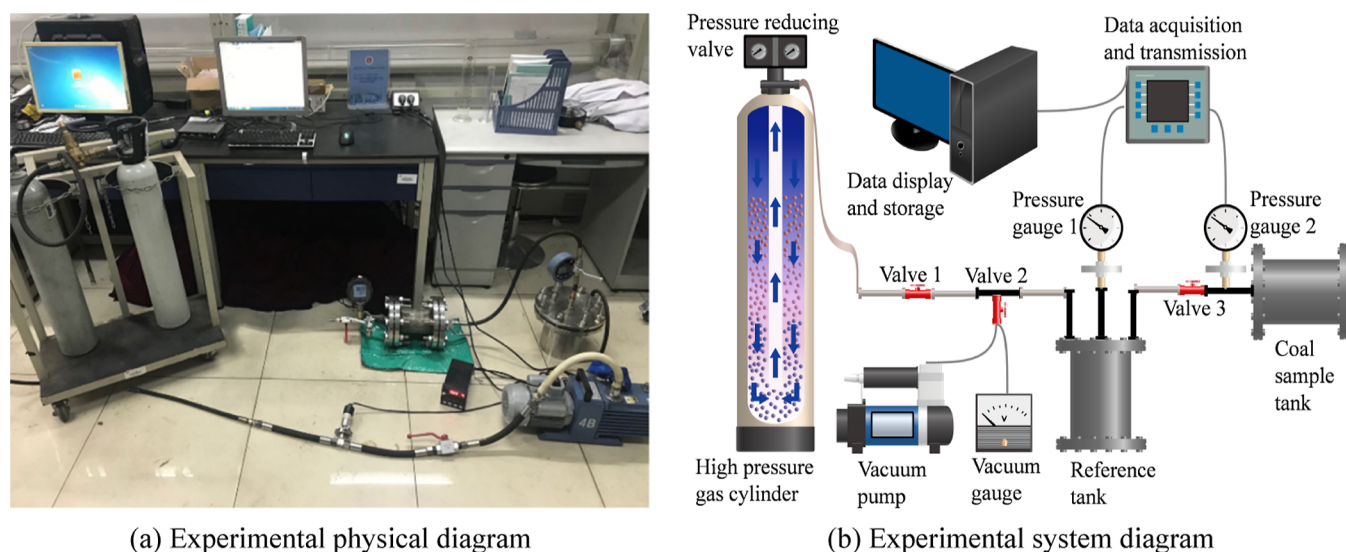 4B
(a) Experimental physical diagram
Pressure reducing
valve
Data acquisition
and transmission
Data display
and storage
Pressure
gauge 1
Pressure
gauge 2
Valve 1
Valve 2
Valve 3
V
High pressure
gas cylinder
Vacuum
pump
Vacuum
gauge
Reference
tank
Coal
sample
tank
(b) Experimental system diagram